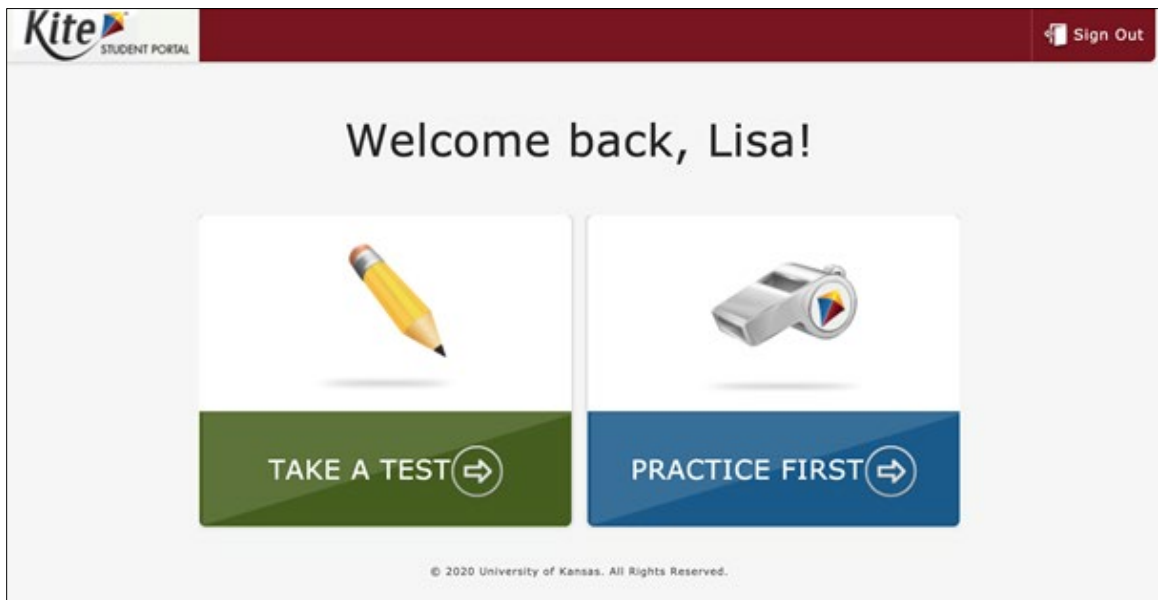 Kite
STUDENT PORTAL
Sign Out
Welcome back, Lisa!
TAKE A TEST
PRACTICE FIRST
© 2020 University of Kansas. All Rights Reserved.